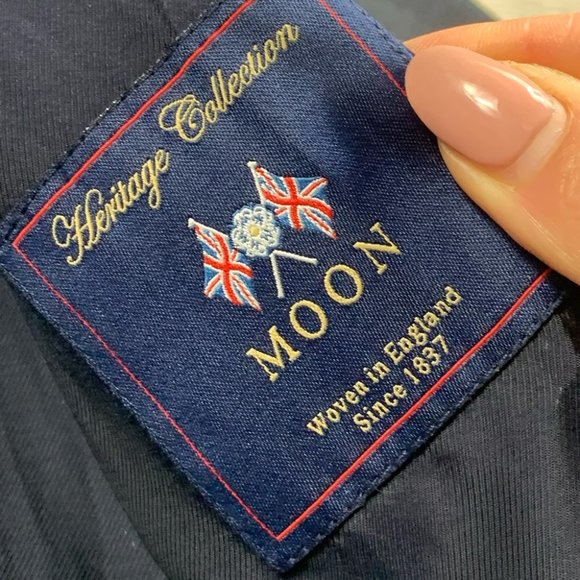 Heritage Collection
MOON
Woven in England
Since 1837